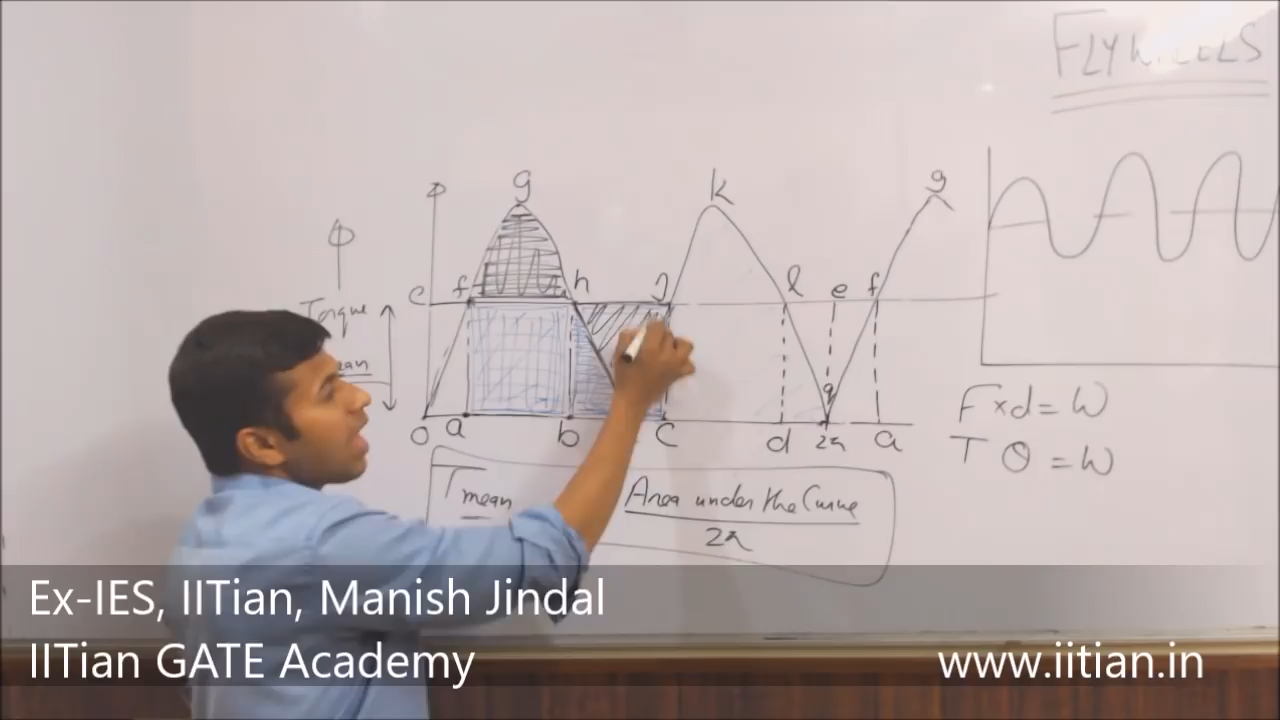 FLYWHEELS
g
k
g
Φ
e
f
h
J
l
e
f
Torque
mean
q
O
a
b
C
d
2π
a
F × d = W
T θ = W
Tmean
Area under the Curve
2π
Ex-IES, IITian, Manish Jindal
IITian GATE Academy
www.iitian.in